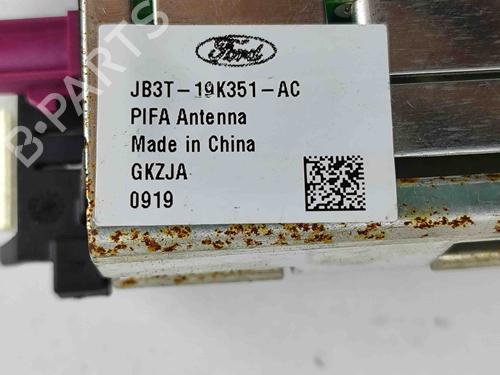 B-PARTS
Ford
JB3T-19K351-AC
PIFA Antenna
Made in China
GKZJA
0919